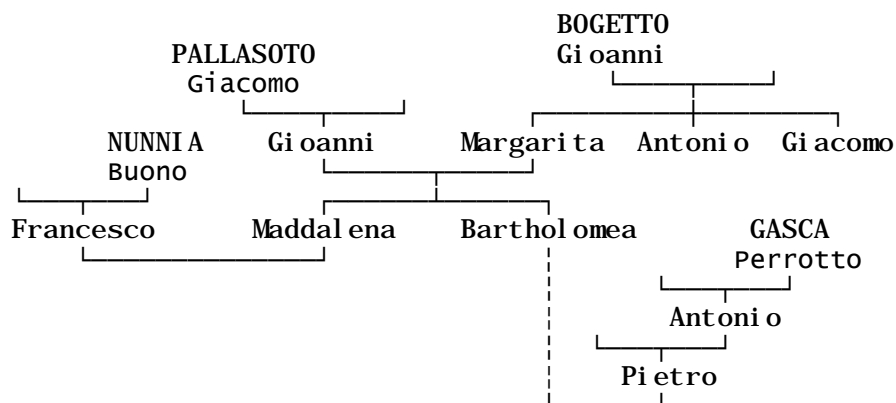 BOGETTO
PALLASOTO Gioanni
Giacomo
NUNNIA Gioanni Margarita Antonio Giacomo
Buono
Francesco Maddalena Bartholomea GASCA
Perrotto
Antonio
Pietro